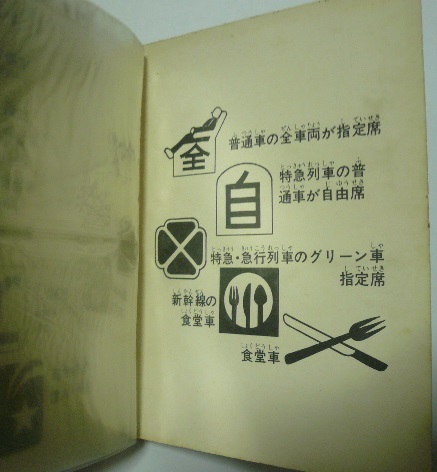 全
普通車の全車両が指定席
自
特急列車の普
通車が自由席
特急・急行列車のグリーン車
指定席
新幹線の
食堂車
食堂車